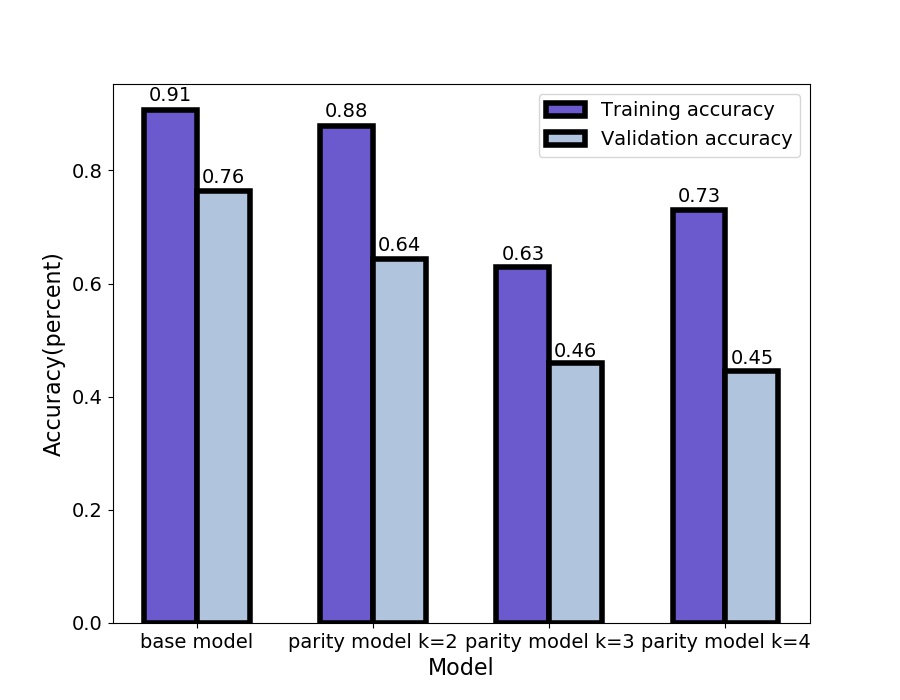 0.91
0.88
0.76
0.73
0.64
0.63
0.46
0.45
Training accuracy
Validation accuracy
Accuracy(percent)
0.8
0.6
0.4
0.2
0.0
base model
parity model k=2
parity model k=3
parity model k=4
Model